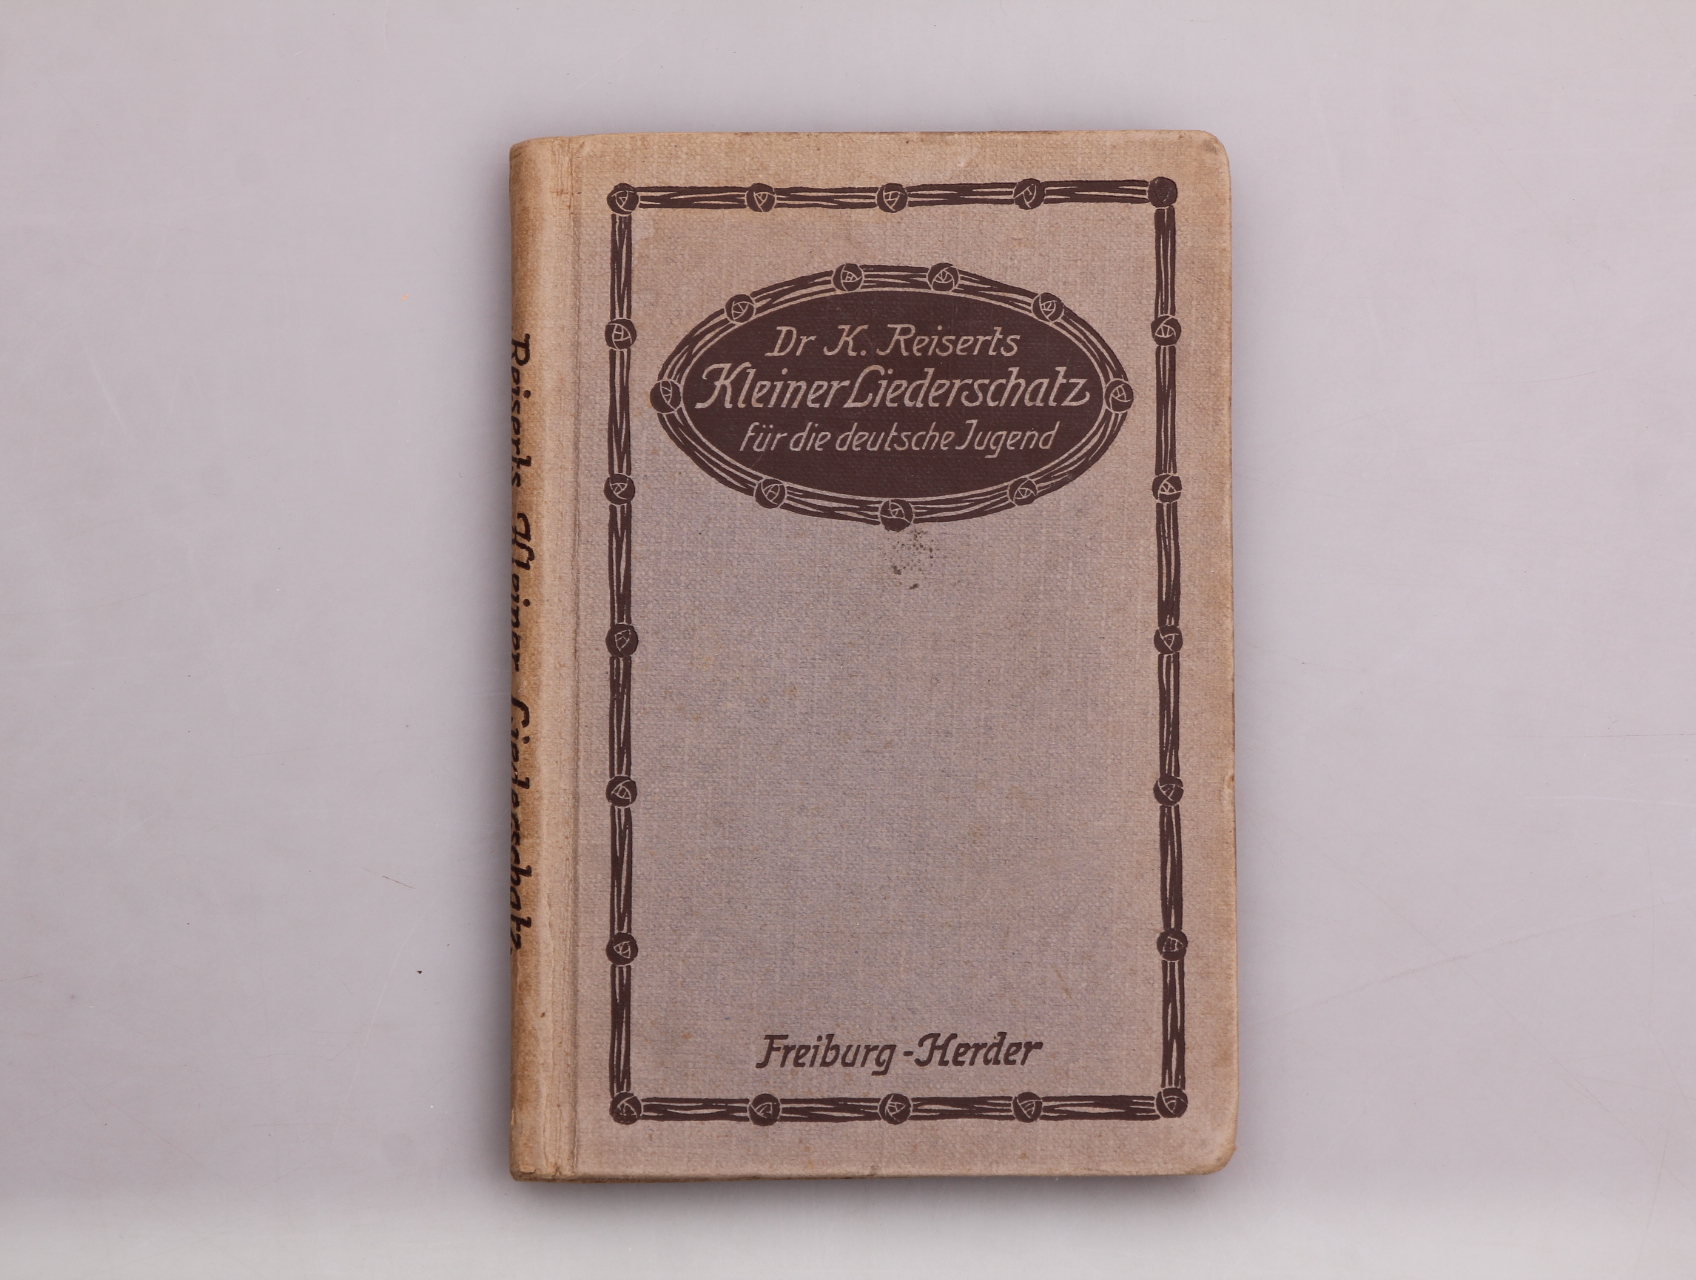 Dr K. Reiserts
Kleiner Liederschatz
für die deutsche Jugend
Freiburg-Herder
Reiserts Kleiner Liederschatz